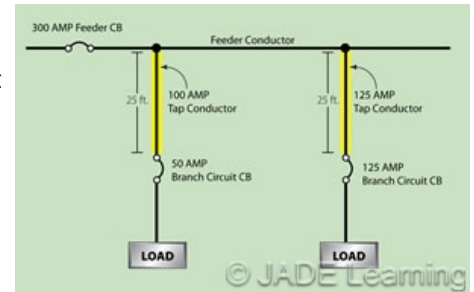 300 AMP Feeder CB
Feeder Conductor
25 ft.
100 AMP
Tap Conductor
25 ft.
125 AMP
Tap Conductor
50 AMP
Branch Circuit CB
125 AMP
Branch Circuit CB
LOAD
LOAD
© JADE Learning